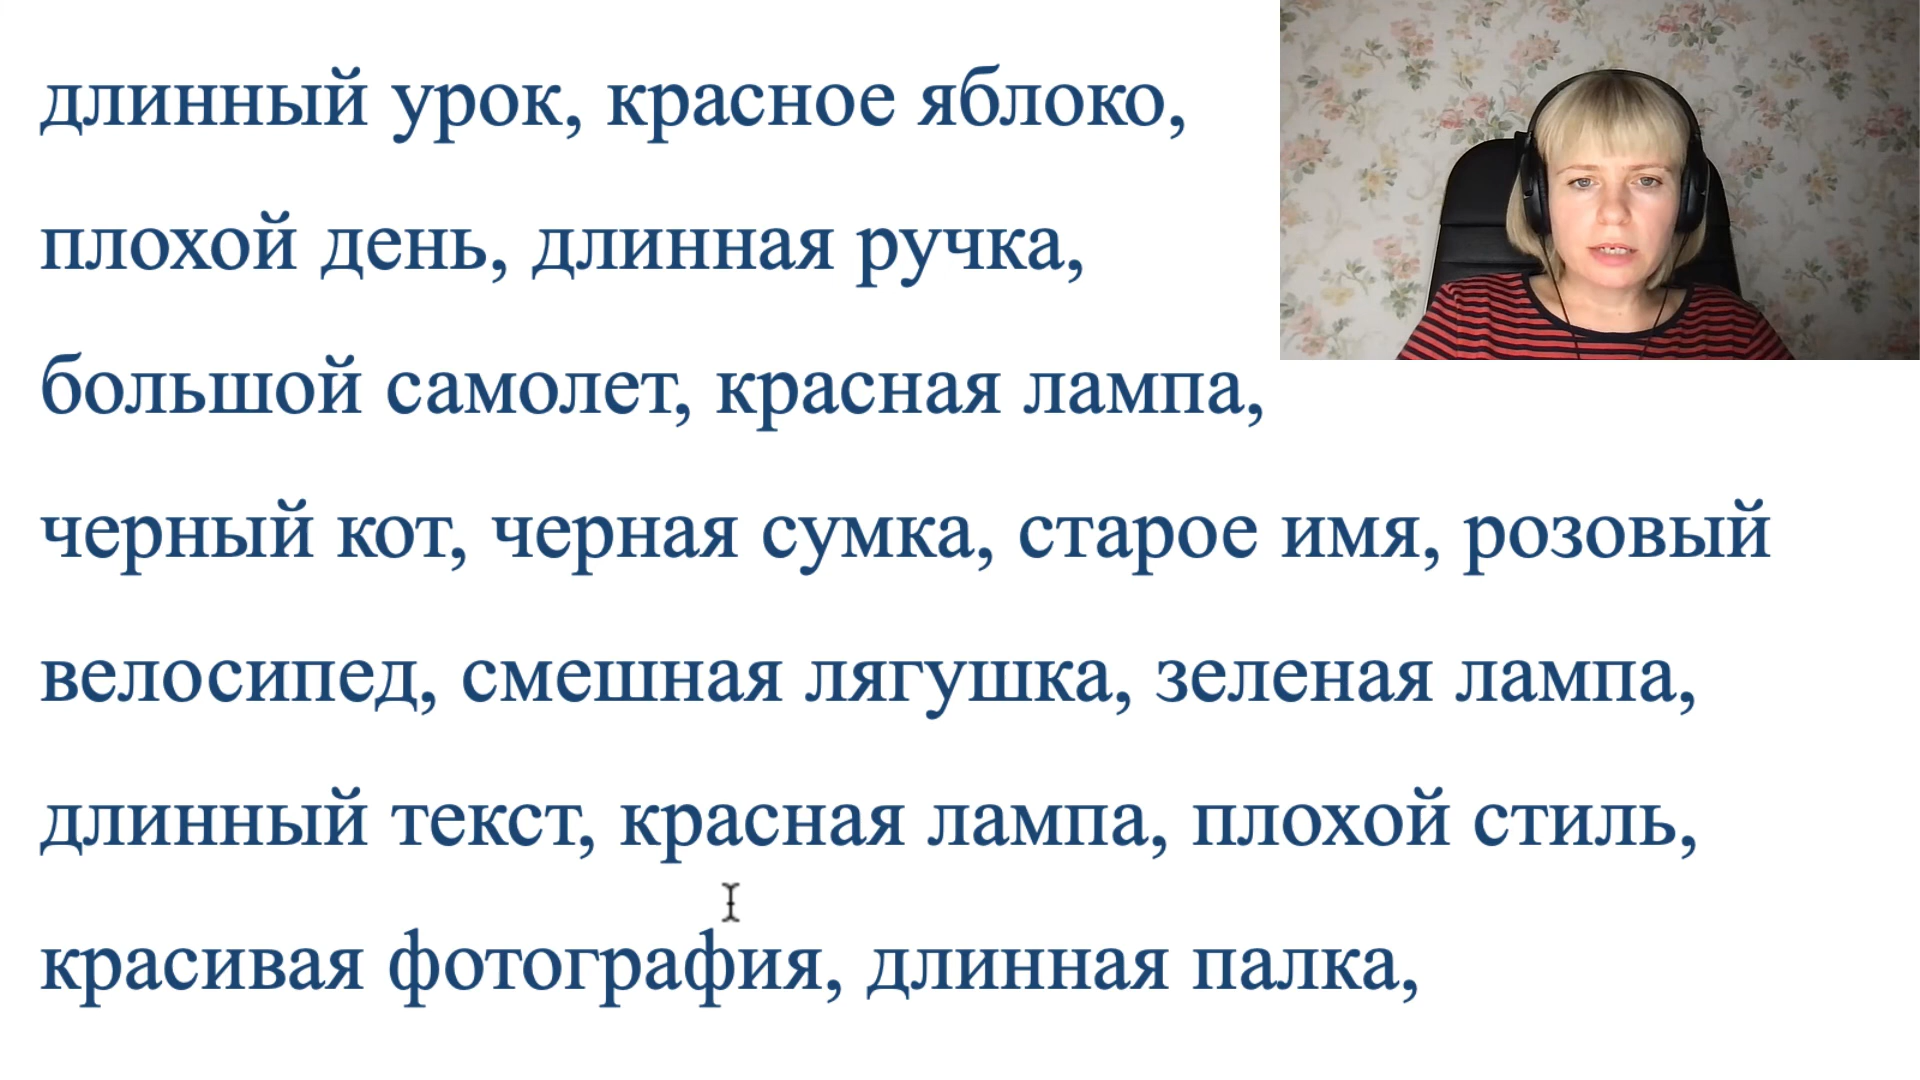 длинный урок, красное яблоко,
плохой день, длинная ручка,
большой самолет, красная лампа,
черный кот, черная сумка, старое имя, розовый
велосипед, смешная лягушка, зеленая лампа,
длинный текст, красная лампа, плохой стиль,
красивая фотография, длинная палка,